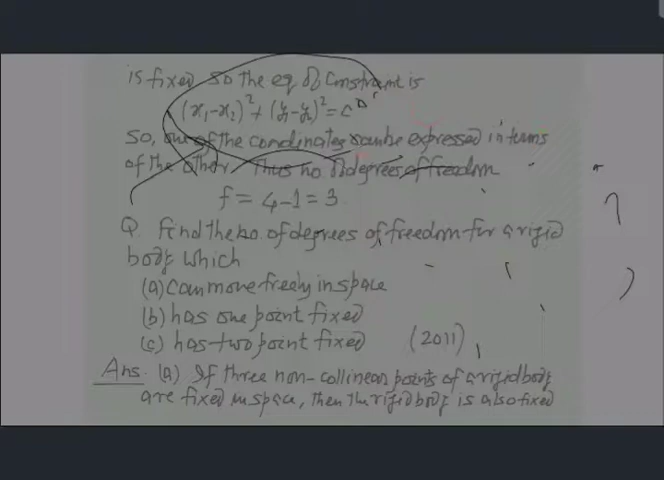 is fixed so the eq of constraint is
(x₁-x₂)² + (y₁-y₂)² = c²
So, one of the coordinates can be expressed in terms
of the other. Thus no of degrees of freedom
f = 4-1 = 3.
Q Find the no. of degrees of freedom for a rigid
body which
(a) can move freely in space
(b) has one point fixed
(c) has two point fixed (2011)
Ans. (a) If three non-collinear points of a rigid body
are fixed in space, then the rigid body is also fixed